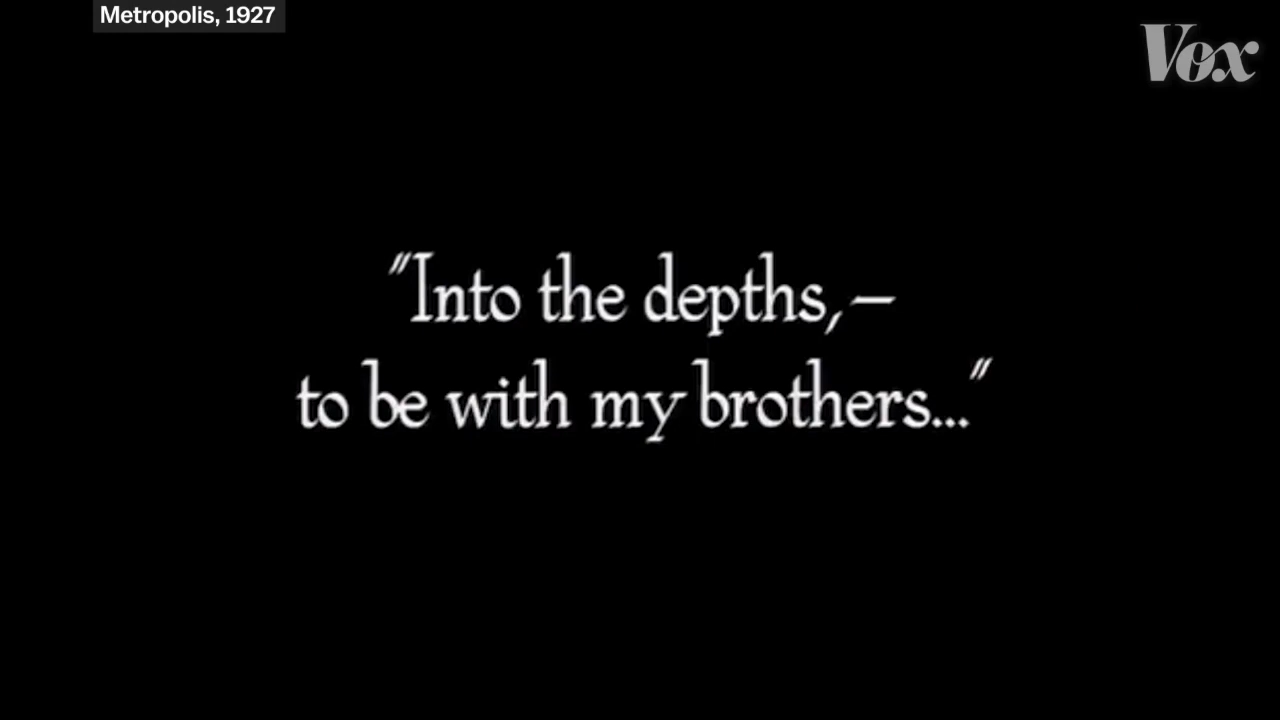 Metropolis, 1927
Vox
"Into the depths,—
to be with my brothers..."